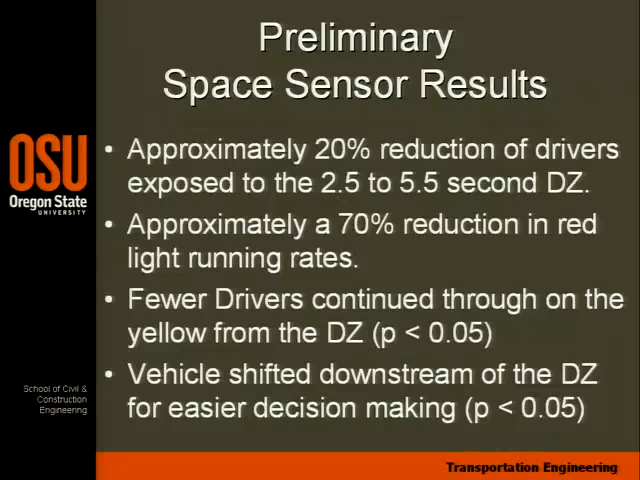 Preliminary
Space Sensor Results
• Approximately 20% reduction of drivers
exposed to the 2.5 to 5.5 second DZ.
• Approximately a 70% reduction in red
light running rates.
• Fewer Drivers continued through on the
yellow from the DZ (p < 0.05)
• Vehicle shifted downstream of the DZ
for easier decision making (p < 0.05)
OSU
Oregon State
UNIVERSITY
School of Civil &
Construction
Engineering
Transportation Engineering